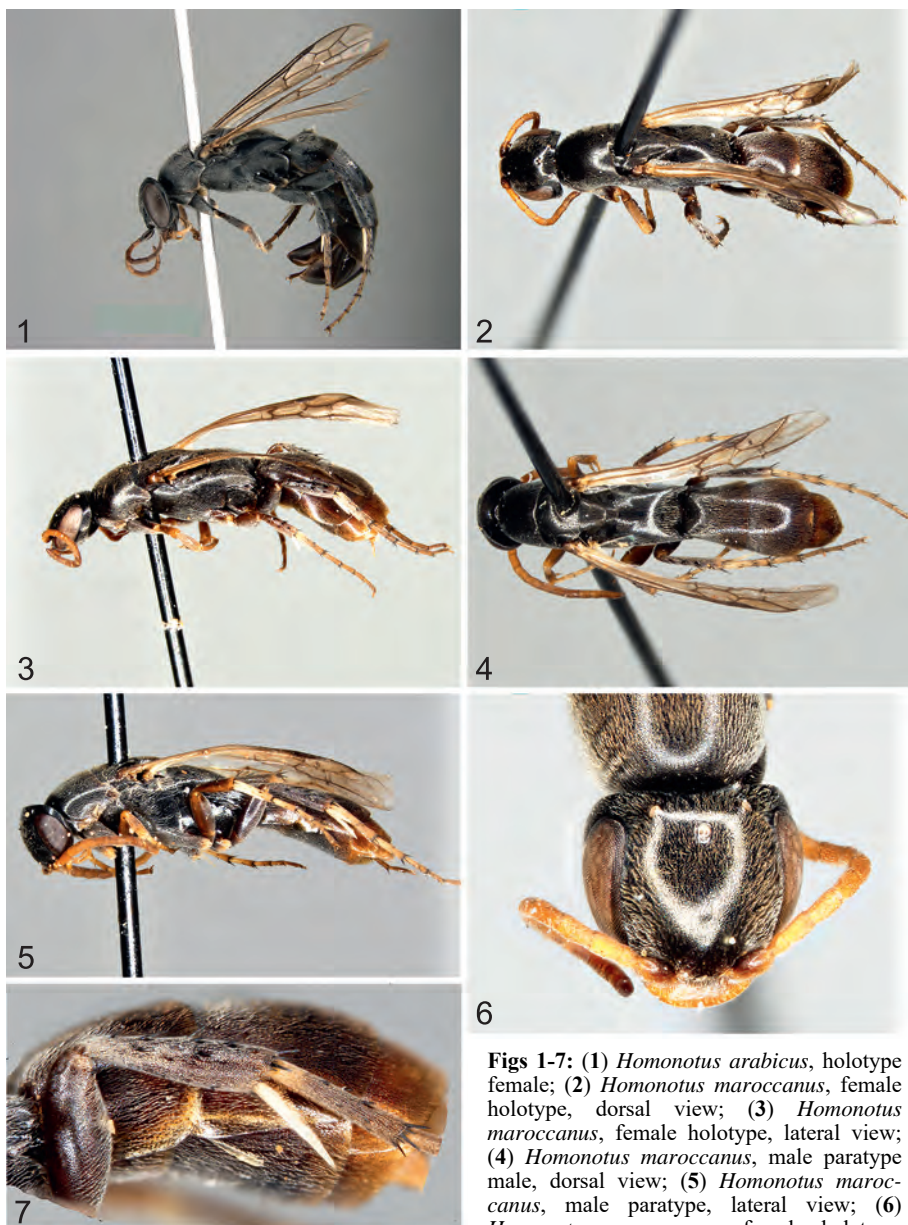 1
2
3
4
5
6
7
Figs 1-7: (1) Homonotus arabicus, holotype
female; (2) Homonotus maroccanus, female
holotype, dorsal view; (3) Homonotus
maroccanus, female holotype, lateral view;
(4) Homonotus maroccanus, male paratype
male, dorsal view; (5) Homonotus maroc-
canus, male paratype, lateral view; (6)